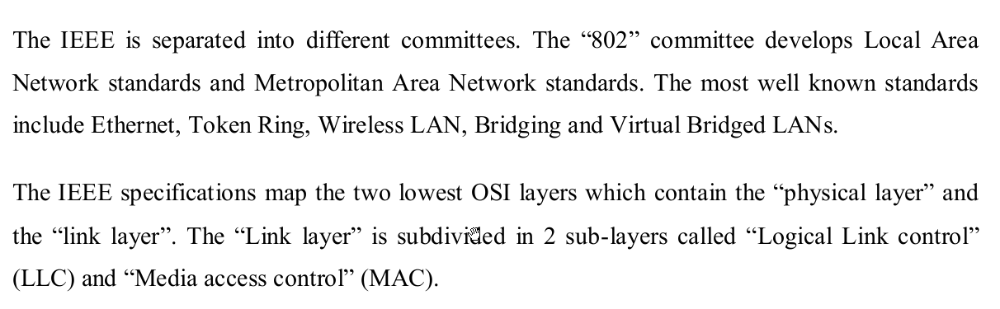 The IEEE is separated into different committees. The “802” committee develops Local Area
Network standards and Metropolitan Area Network standards. The most well known standards
include Ethernet, Token Ring, Wireless LAN, Bridging and Virtual Bridged LANs.
The IEEE specifications map the two lowest OSI layers which contain the “physical layer” and
the “link layer”. The “Link layer” is subdivided in 2 sub-layers called “Logical Link control”
(LLC) and “Media access control” (MAC).